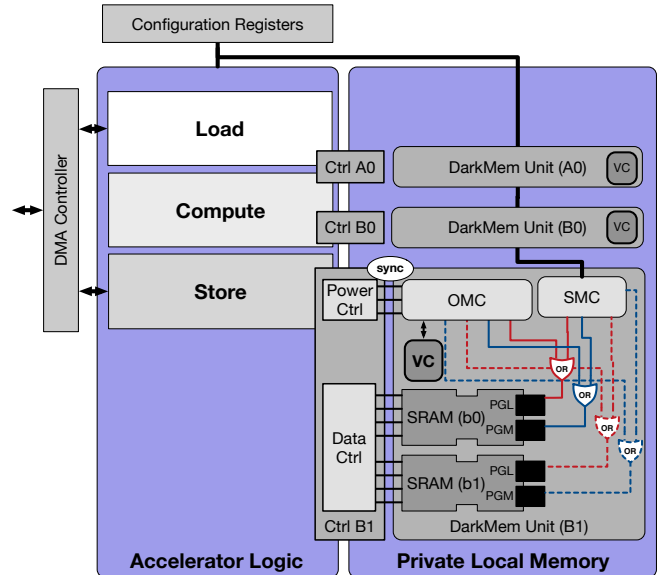 Configuration Registers
DMA Controller
Load
Compute
Store
Ctrl A0
DarkMem Unit (A0)
VC
Ctrl B0
DarkMem Unit (B0)
VC
sync
Power
Ctrl
OMC
SMC
VC
OR
OR
OR
OR
Data
Ctrl
SRAM (b0)
PGL
PGM
SRAM (b1)
PGL
PGM
Ctrl B1
DarkMem Unit (B1)
Accelerator Logic
Private Local Memory